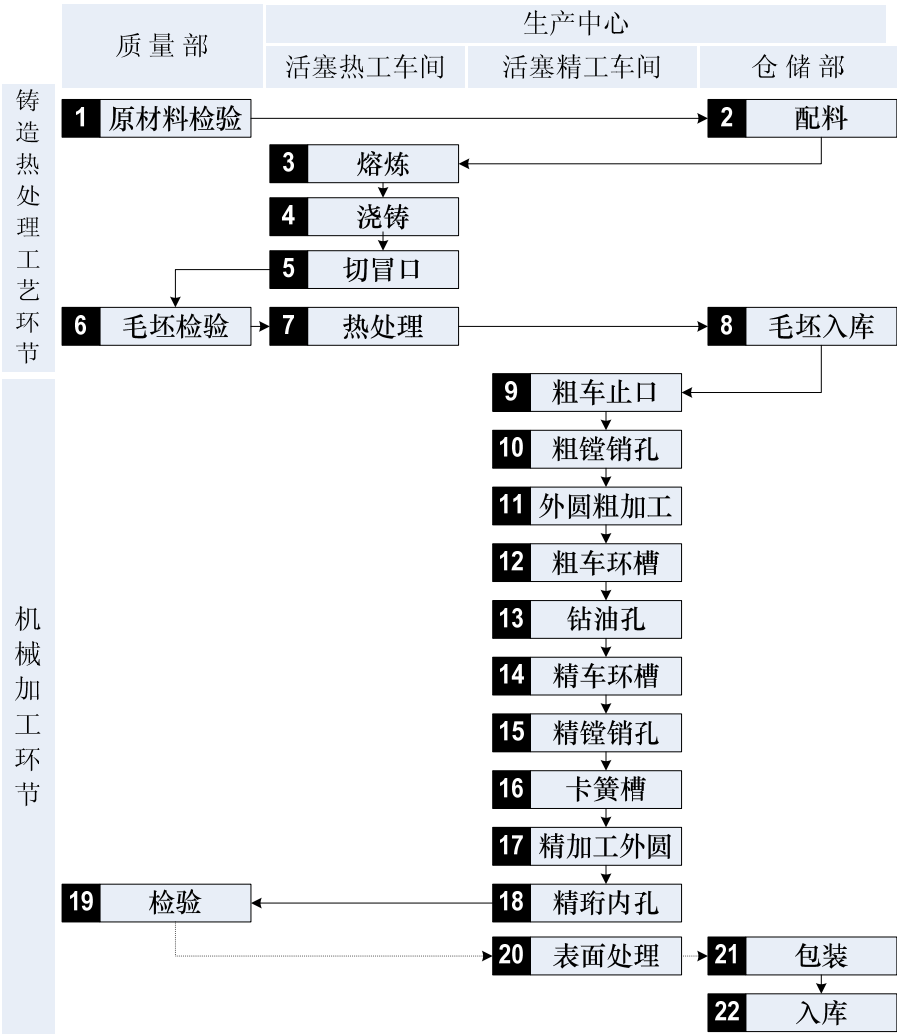 质量部
生产中心
活塞热工车间
活塞精工车间
仓储部
铸造热处理工艺环节
1 原材料检验
2 配料
3 熔炼
4 浇铸
5 切冒口
6 毛坯检验
7 热处理
8 毛坯入库
机械加工环节
9 粗车止口
10 粗镗销孔
11 外圆粗加工
12 粗车环槽
13 钻油孔
14 精车环槽
15 精镗销孔
16 卡簧槽
17 精加工外圆
19 检验
18 精珩内孔
20 表面处理
21 包装
22 入库